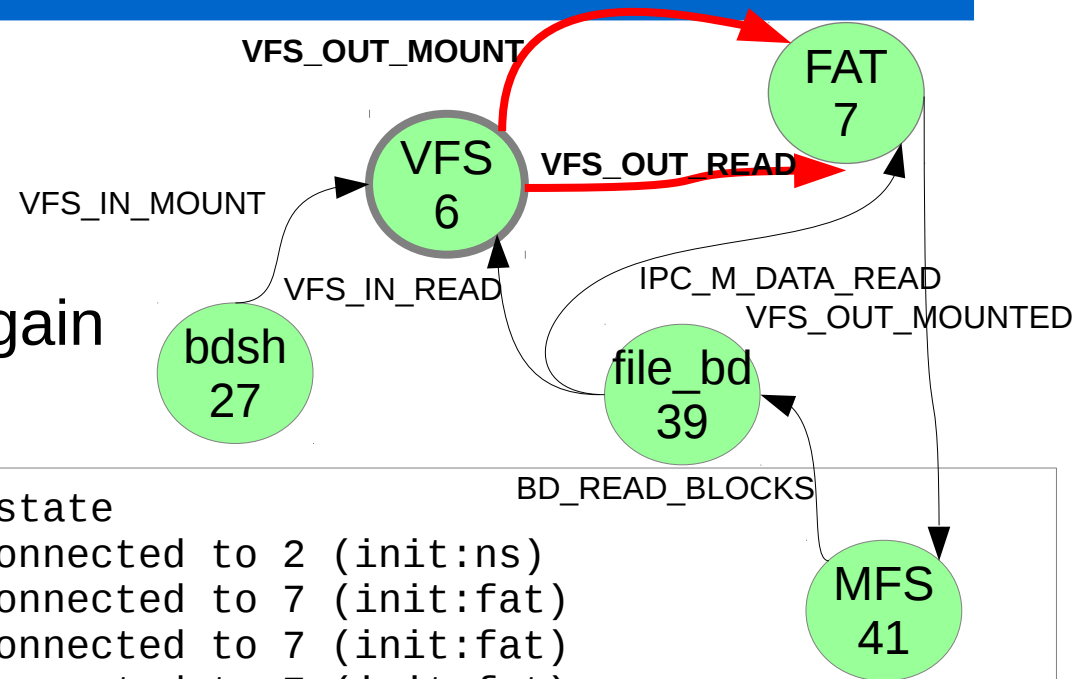 VFS_OUT_MOUNT
FAT
7
VFS
6
VFS_OUT_READ
VFS_IN_MOUNT
VFS_IN_READ
IPC_M_DATA_READ
VFS_OUT_MOUNTED
gain
bdsh
27
file_bd
39
BD_READ_BLOCKS
MFS
41
state
onnected to 2 (init:ns)
onnected to 7 (init:fat)
onnected to 7 (init:fat)